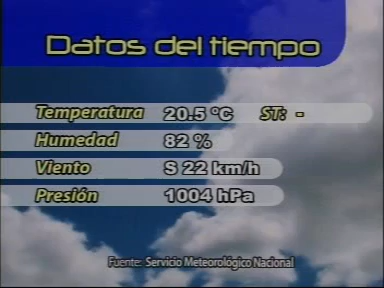 Datos del tiempo
Temperatura 20.5 °C ST: -
Humedad 82 %
Viento S 22 km/h
Presión 1004 hPa
Fuente: Servicio Meteorológico Nacional